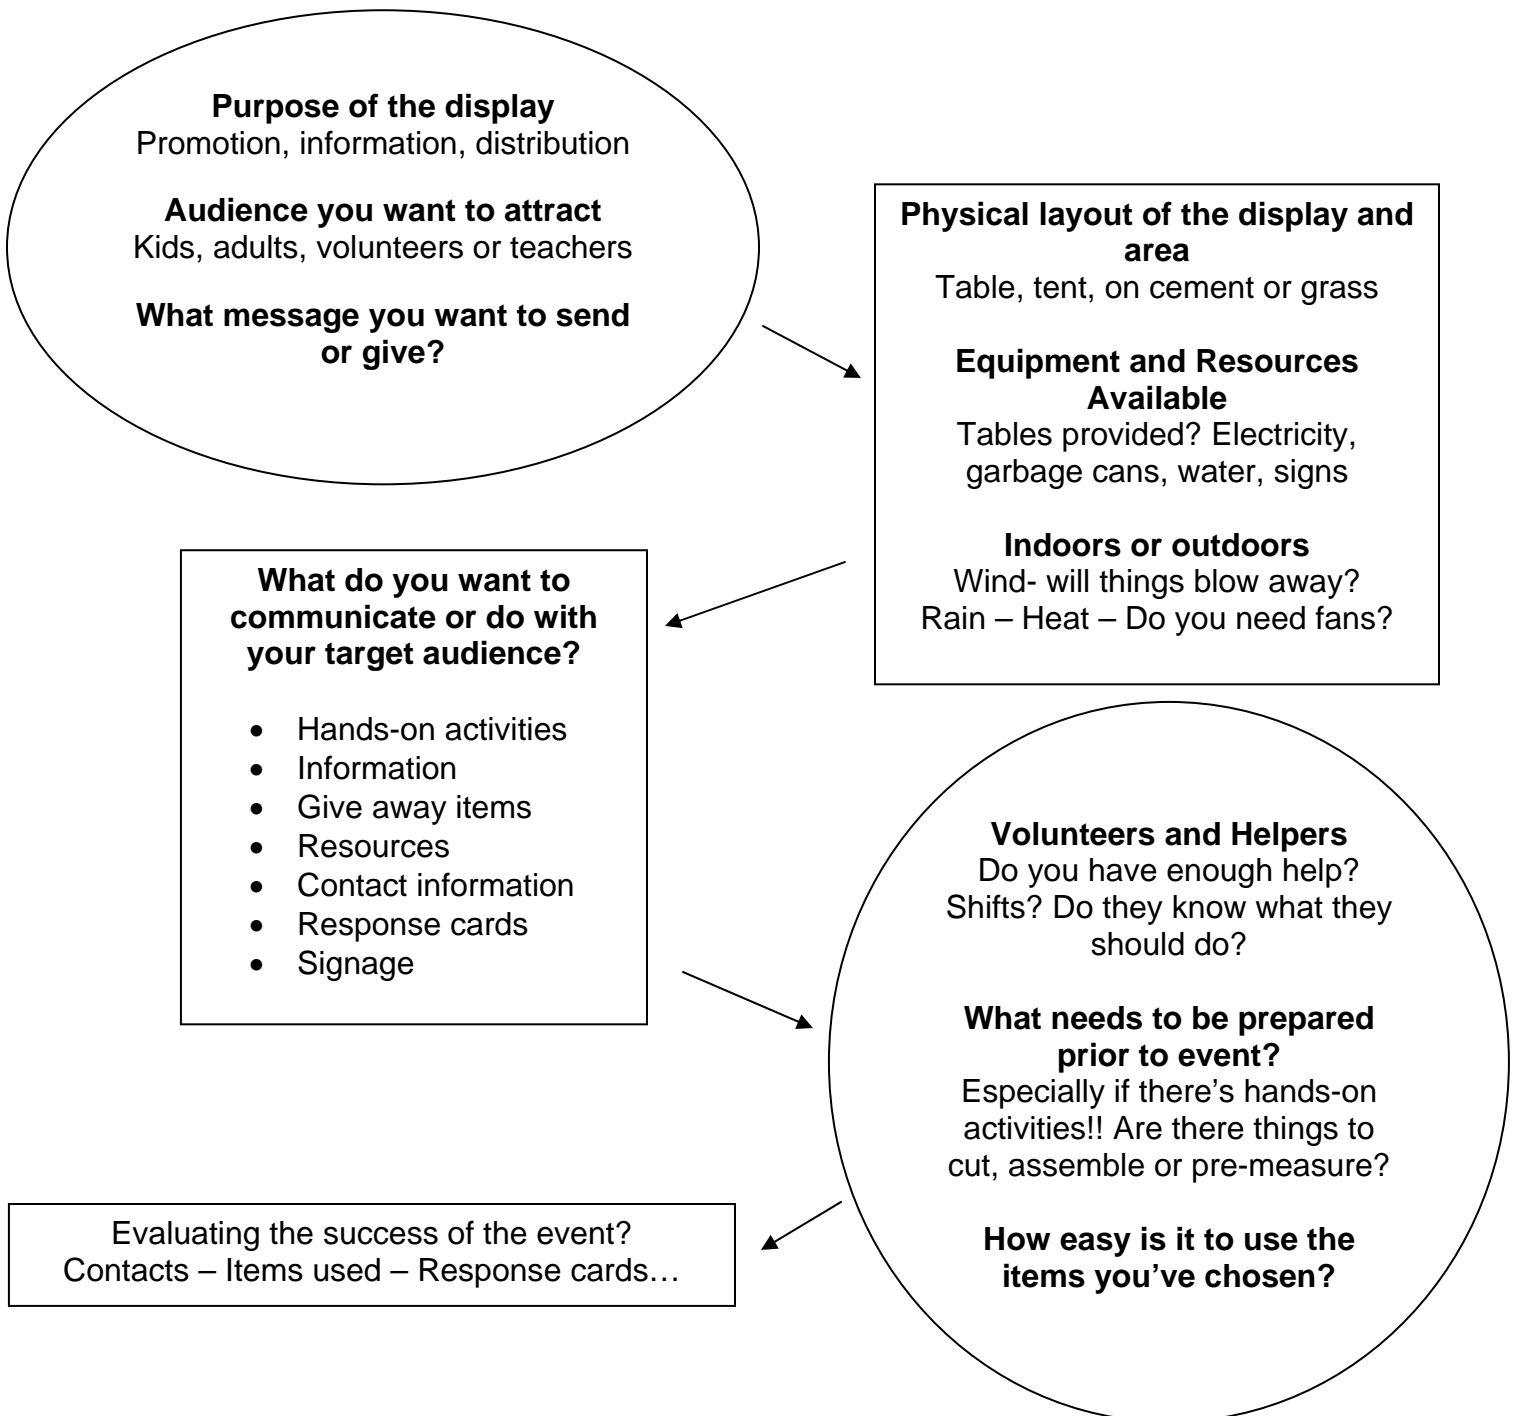 Purpose of the display
Promotion, information, distribution
Audience you want to attract
Kids, adults, volunteers or teachers
What message you want to send
or give?
Physical layout of the display and
area
Table, tent, on cement or grass
Equipment and Resources
Available
Tables provided? Electricity,
garbage cans, water, signs
Indoors or outdoors
Wind- will things blow away?
Rain – Heat – Do you need fans?
What do you want to
communicate or do with
your target audience?
• Hands-on activities
• Information
• Give away items
• Resources
• Contact information
• Response cards
• Signage
Volunteers and Helpers
Do you have enough help?
Shifts? Do they know what they
should do?
What needs to be prepared
prior to event?
Especially if there’s hands-on
activities!! Are there things to
cut, assemble or pre-measure?
How easy is it to use the
items you’ve chosen?
Evaluating the success of the event?
Contacts – Items used – Response cards…